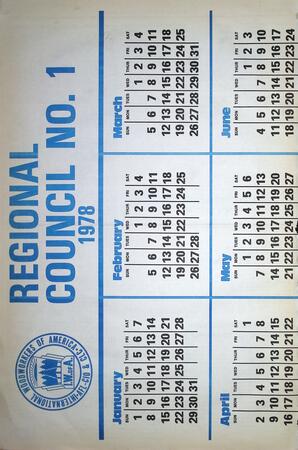 REGIONAL
COUNCIL NO. 1
1978
INTERNATIONAL WOODWORKERS OF AMERICA
January
SUN MON TUES WED THUR FRI SAT
1 2 3 4 5 6 7
8 9 10 11 12 13 14
15 16 17 18 19 20 21
22 23 24 25 26 27 28
29 30 31
February
SUN MON TUES WED THUR FRI SAT
1 2 3 4
5 6 7 8 9 10 11
12 13 14 15 16 17 18
19 20 21 22 23 24 25
26 27 28
March
SUN MON TUES WED THUR FRI SAT
1 2 3 4
5 6 7 8 9 10 11
12 13 14 15 16 17 18
19 20 21 22 23 24 25
26 27 28 29 30 31
April
SUN MON TUES WED THUR FRI SAT
1
2 3 4 5 6 7 8
9 10 11 12 13 14 15
16 17 18 19 20 21 22
May
SUN MON TUES WED THUR FRI SAT
1 2 3 4 5 6
7 8 9 10 11 12 13
14 15 16 17 18 19 20
21 22 23 24 25 26 27
June
SUN MON TUES WED THUR FRI SAT
1 2 3
4 5 6 7 8 9 10
11 12 13 14 15 16 17
18 19 20 21 22 23 24